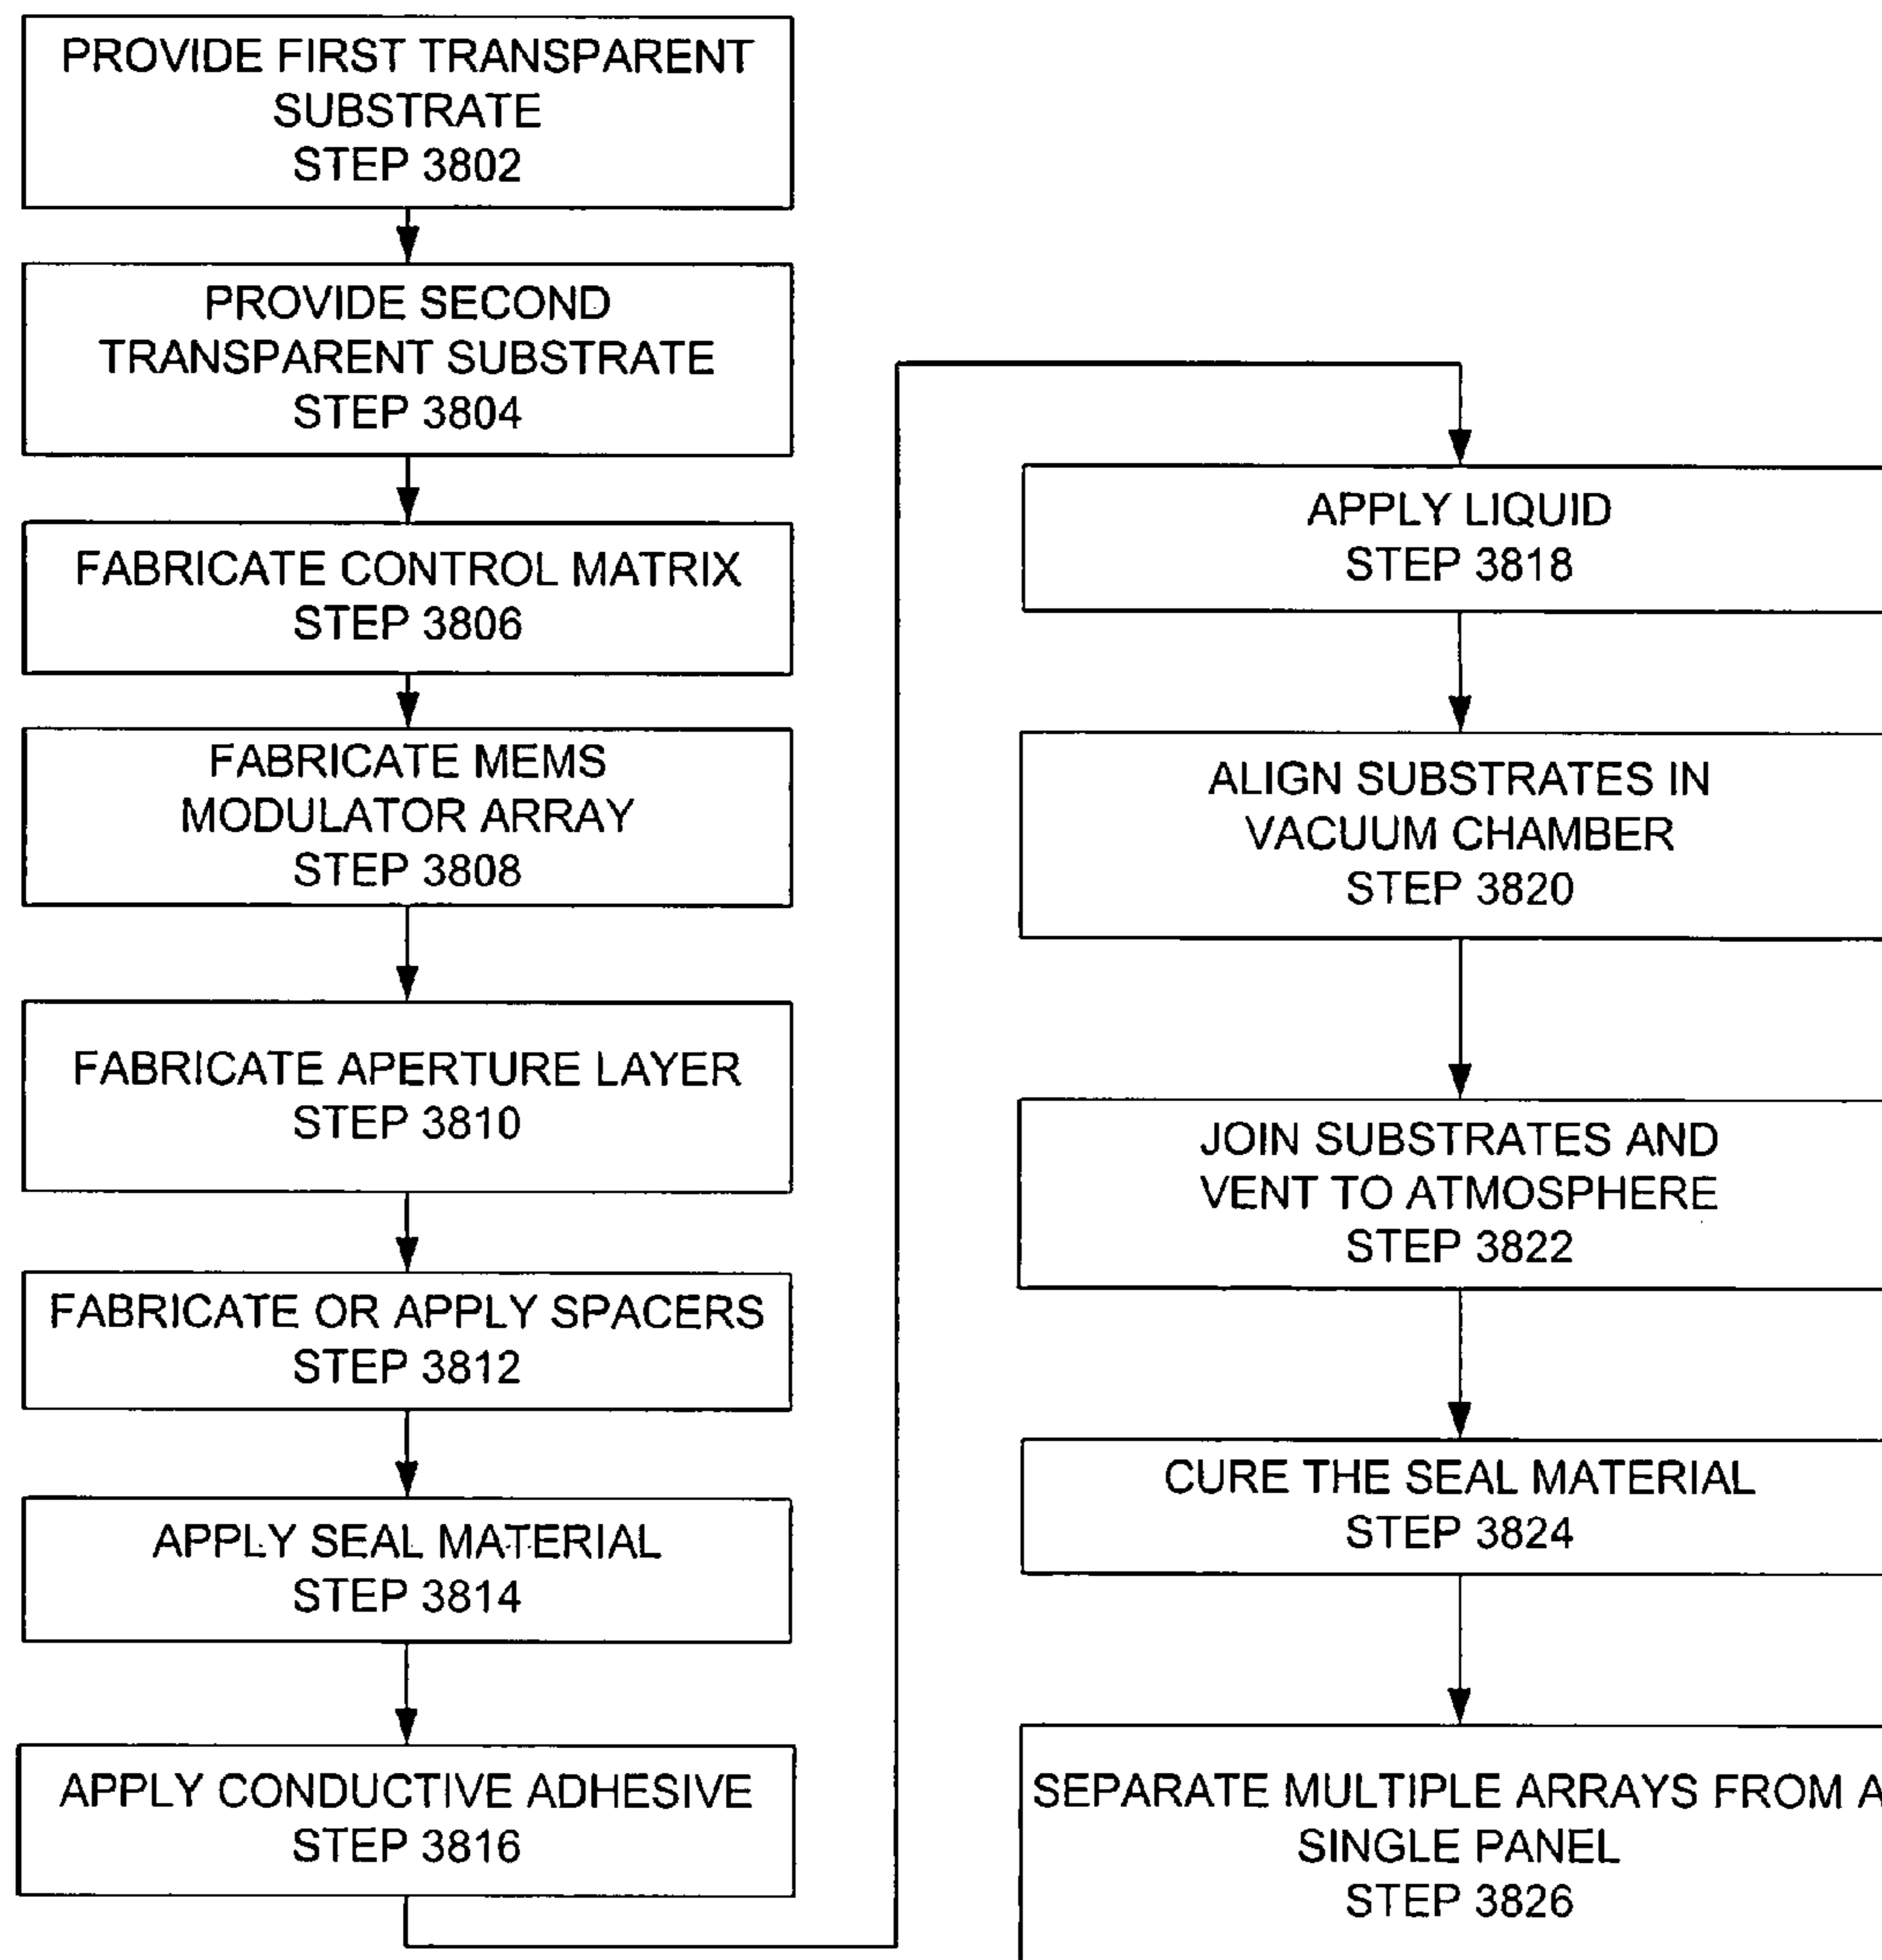 PROVIDE FIRST TRANSPARENT
SUBSTRATE
STEP 3802
PROVIDE SECOND
TRANSPARENT SUBSTRATE
STEP 3804
FABRICATE CONTROL MATRIX
STEP 3806
FABRICATE MEMS
MODULATOR ARRAY
STEP 3808
FABRICATE APERTURE LAYER
STEP 3810
FABRICATE OR APPLY SPACERS
STEP 3812
APPLY SEAL MATERIAL
STEP 3814
APPLY CONDUCTIVE ADHESIVE
STEP 3816
APPLY LIQUID
STEP 3818
ALIGN SUBSTRATES IN
VACUUM CHAMBER
STEP 3820
JOIN SUBSTRATES AND
VENT TO ATMOSPHERE
STEP 3822
CURE THE SEAL MATERIAL
STEP 3824
SEPARATE MULTIPLE ARRAYS FROM A
SINGLE PANEL
STEP 3826